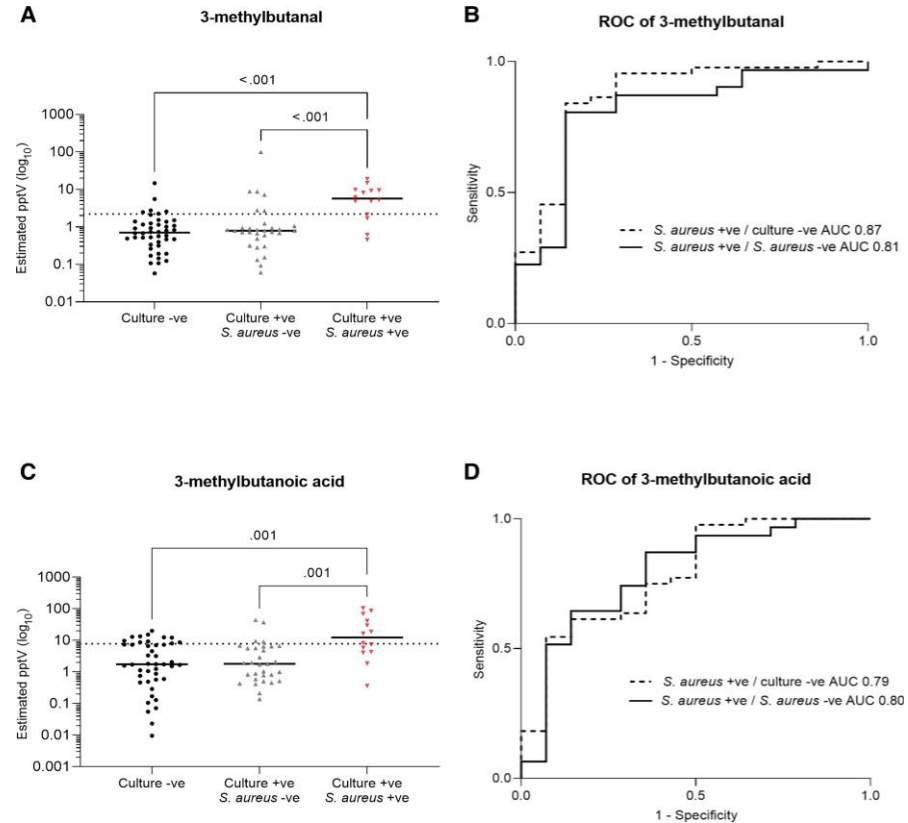 A
3-methylbutanal
<.001
<.001
Estimated pptV (log10)
1000
100
10
1
0.1
0.01
Culture -ve
Culture +ve
S. aureus -ve
Culture +ve
S. aureus +ve
B
ROC of 3-methylbutanal
Sensitivity
1.0
0.5
0.0
S. aureus +ve / culture -ve AUC 0.87
S. aureus +ve / S. aureus -ve AUC 0.81
0.0
0.5
1.0
1 - Specificity
C
3-methylbutanoic acid
.001
.001
Estimated pptV (log10)
1000
100
10
1
0.1
0.01
0.001
Culture -ve
Culture +ve
S. aureus -ve
Culture +ve
S. aureus +ve
D
ROC of 3-methylbutanoic acid
Sensitivity
1.0
0.5
0.0
S. aureus +ve / culture -ve AUC 0.79
S. aureus +ve / S. aureus -ve AUC 0.80
0.0
0.5
1.0
1 - Specificity